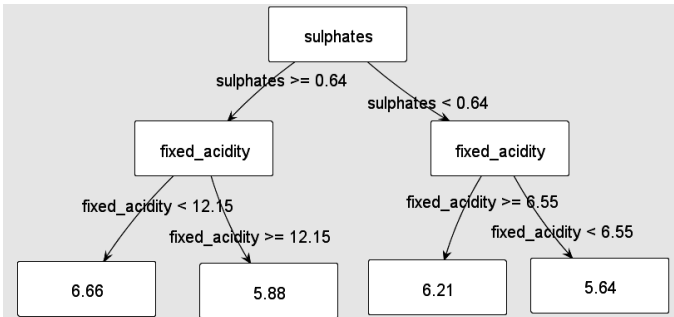 sulphates
sulphates >= 0.64
sulphates < 0.64
fixed_acidity
fixed_acidity
fixed_acidity < 12.15
fixed_acidity >= 12.15
fixed_acidity >= 6.55
fixed_acidity < 6.55
6.66
5.88
6.21
5.64